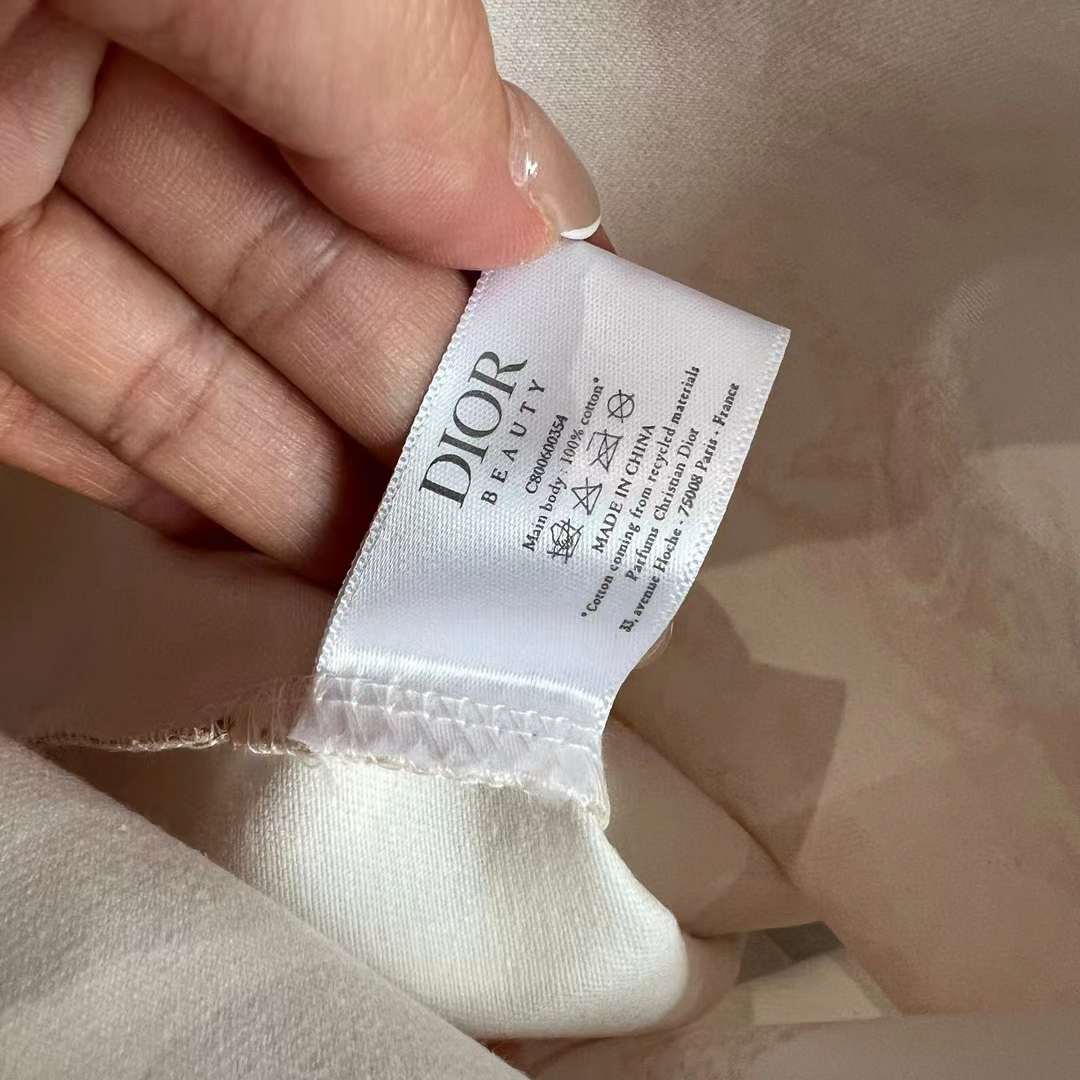 DIOR
BEAUTY
C800600354
Main body : 100% cotton*
MADE IN CHINA
*Cotton coming from recycled materials
Parfums Christian Dior
33, avenue Hoche - 75008 Paris - France